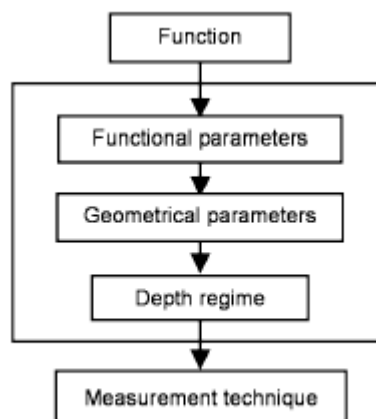 Function
Functional parameters
Geometrical parameters
Depth regime
Measurement technique